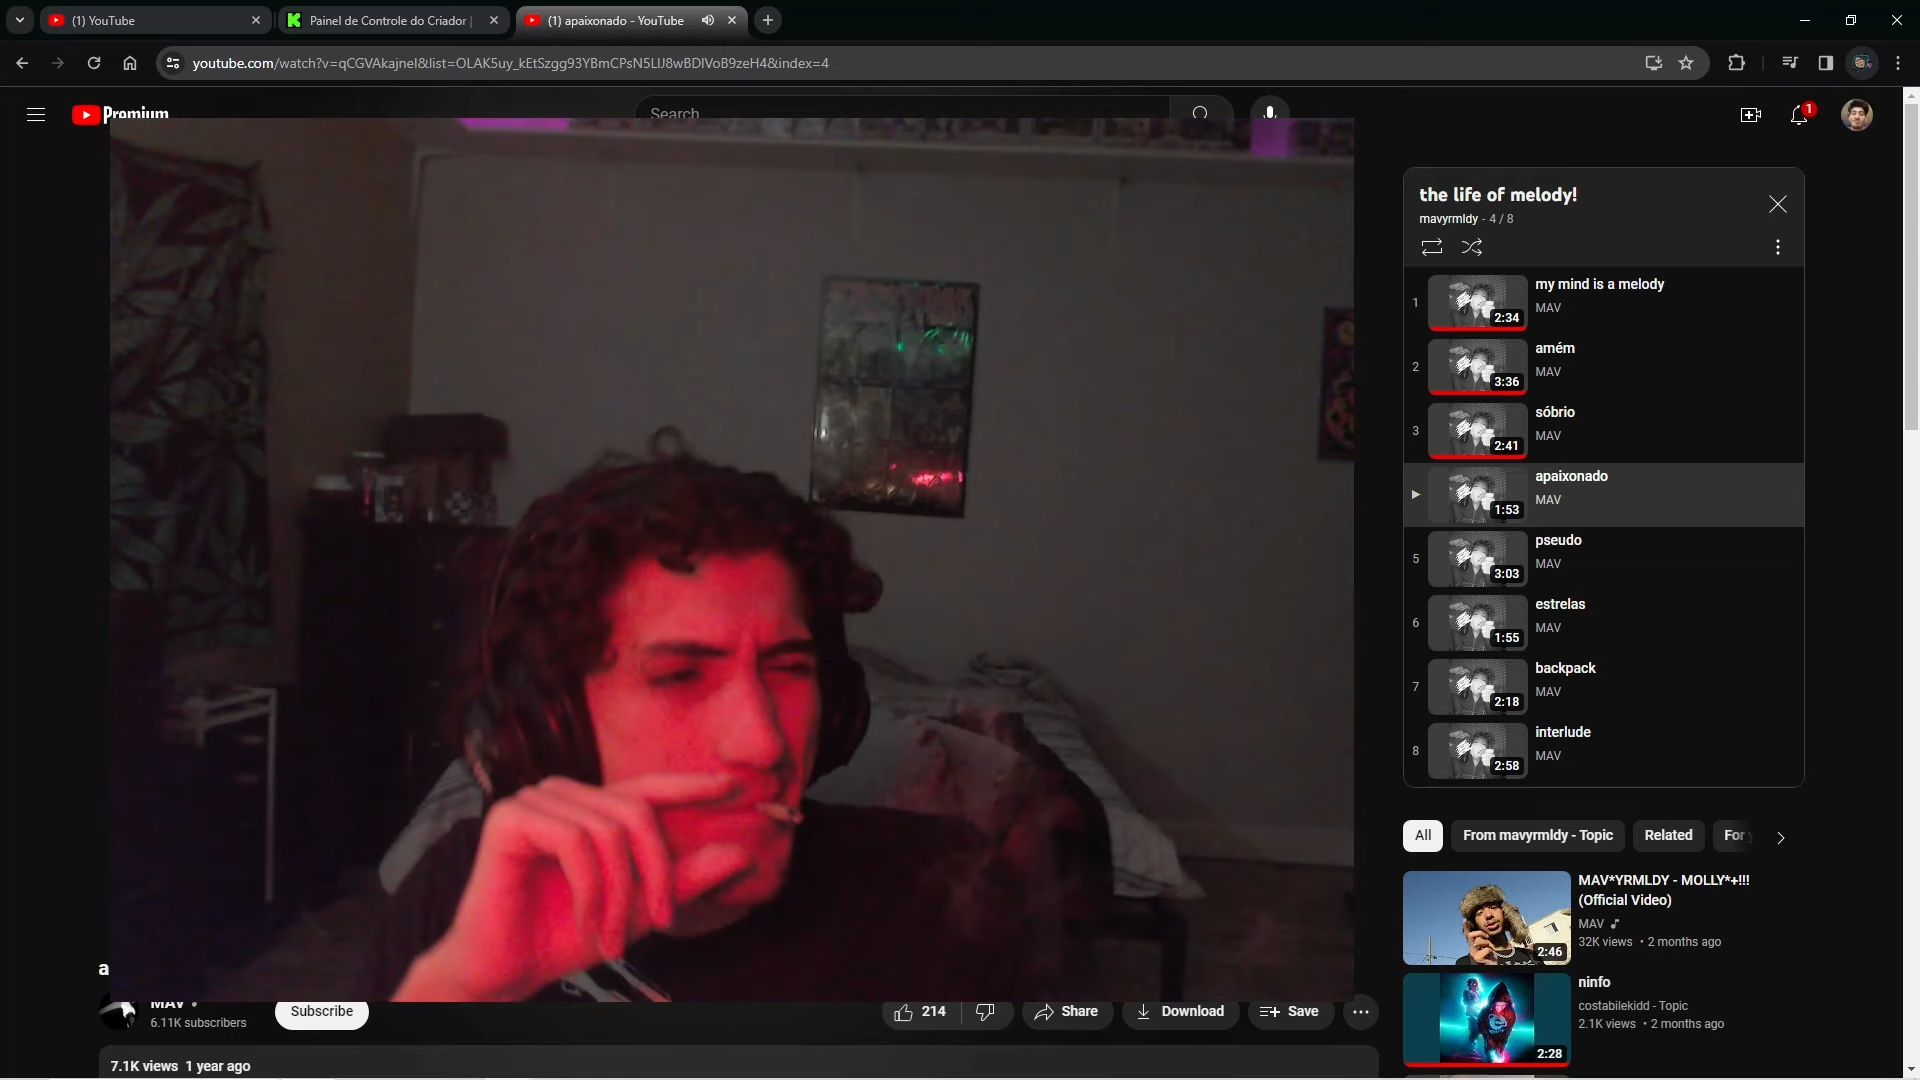 (1) YouTube
Painel de Controle do Criador |
(1) apaixonado - YouTube
youtube.com/watch?v=qCGVAkajneI&list=OLAK5uy_kEtSzgg93YBmCPsN5LIJ8wBDIVoB9zeH4&index=4
Premium
Search
1
the life of melody!
mavyrmldy - 4 / 8
1
2:34
my mind is a melody
MAV
2
3:36
amém
MAV
3
2:41
sóbrio
MAV
1:53
apaixonado
MAV
5
3:03
pseudo
MAV
6
1:55
estrelas
MAV
7
2:18
backpack
MAV
8
2:58
interlude
MAV
All
From mavyrmldy - Topic
Related
For
MAV*YRMLDY - MOLLY*+!!!
(Official Video)
MAV
32K views • 2 months ago
2:46
ninfo
costabilekidd - Topic
2.1K views • 2 months ago
2:28
a
MAV
6.11K subscribers
Subscribe
214
Share
Download
Save
7.1K views 1 year ago